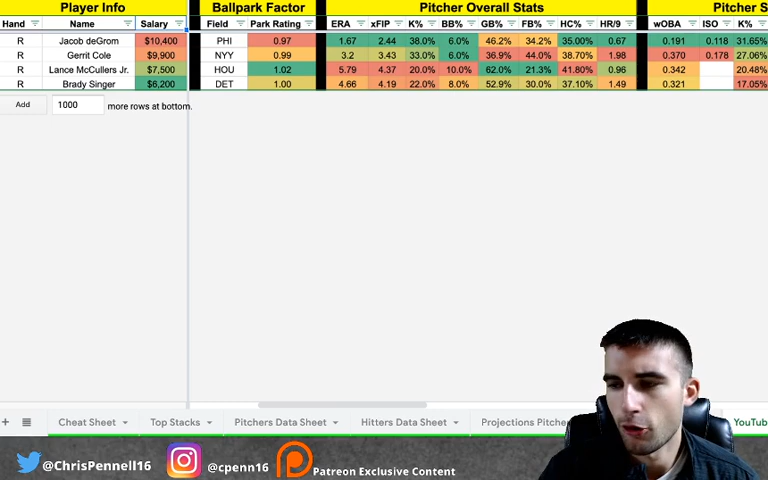 Player Info Ballpark Factor Pitcher Overall Stats Pitcher S
Hand Name Salary Field Park Rating ERA xFIP K% BB% GB% FB% HC% HR/9 wOBA ISO K%
R Jacob deGrom $10,400 PHI 0.97 1.67 2.44 38.0% 6.0% 46.2% 34.2% 35.00% 0.67 0.191 0.118 31.65%
R Gerrit Cole $9,900 NYY 0.99 3.2 3.43 33.0% 6.0% 36.9% 44.0% 38.70% 1.98 0.370 0.178 27.06%
R Lance McCullers Jr. $7,500 HOU 1.02 5.79 4.37 20.0% 10.0% 62.0% 21.3% 41.80% 0.96 0.342 20.48%
R Brady Singer $6,200 DET 1.00 4.66 4.19 22.0% 8.0% 52.9% 30.0% 37.10% 1.49 0.321 17.05%
Add 1000 more rows at bottom.
+ Cheat Sheet Top Stacks Pitchers Data Sheet Hitters Data Sheet Projections Pitche YouTub
@ChrisPennell16 @cpenn16 Patreon Exclusive Content